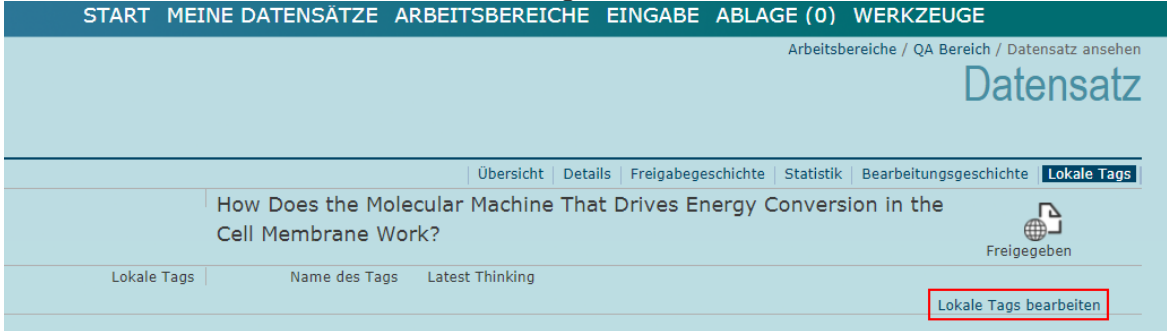 START MEINE DATENSÄTZE ARBEITSBEREICHE EINGABE ABLAGE (0) WERKZEUGE
Arbeitsbereiche / QA Bereich / Datensatz ansehen
Datensatz
Übersicht | Details | Freigabegeschichte | Statistik | Bearbeitungsgeschichte | Lokale Tags
How Does the Molecular Machine That Drives Energy Conversion in the
Cell Membrane Work?
Freigegeben
Lokale Tags Name des Tags Latest Thinking
Lokale Tags bearbeiten